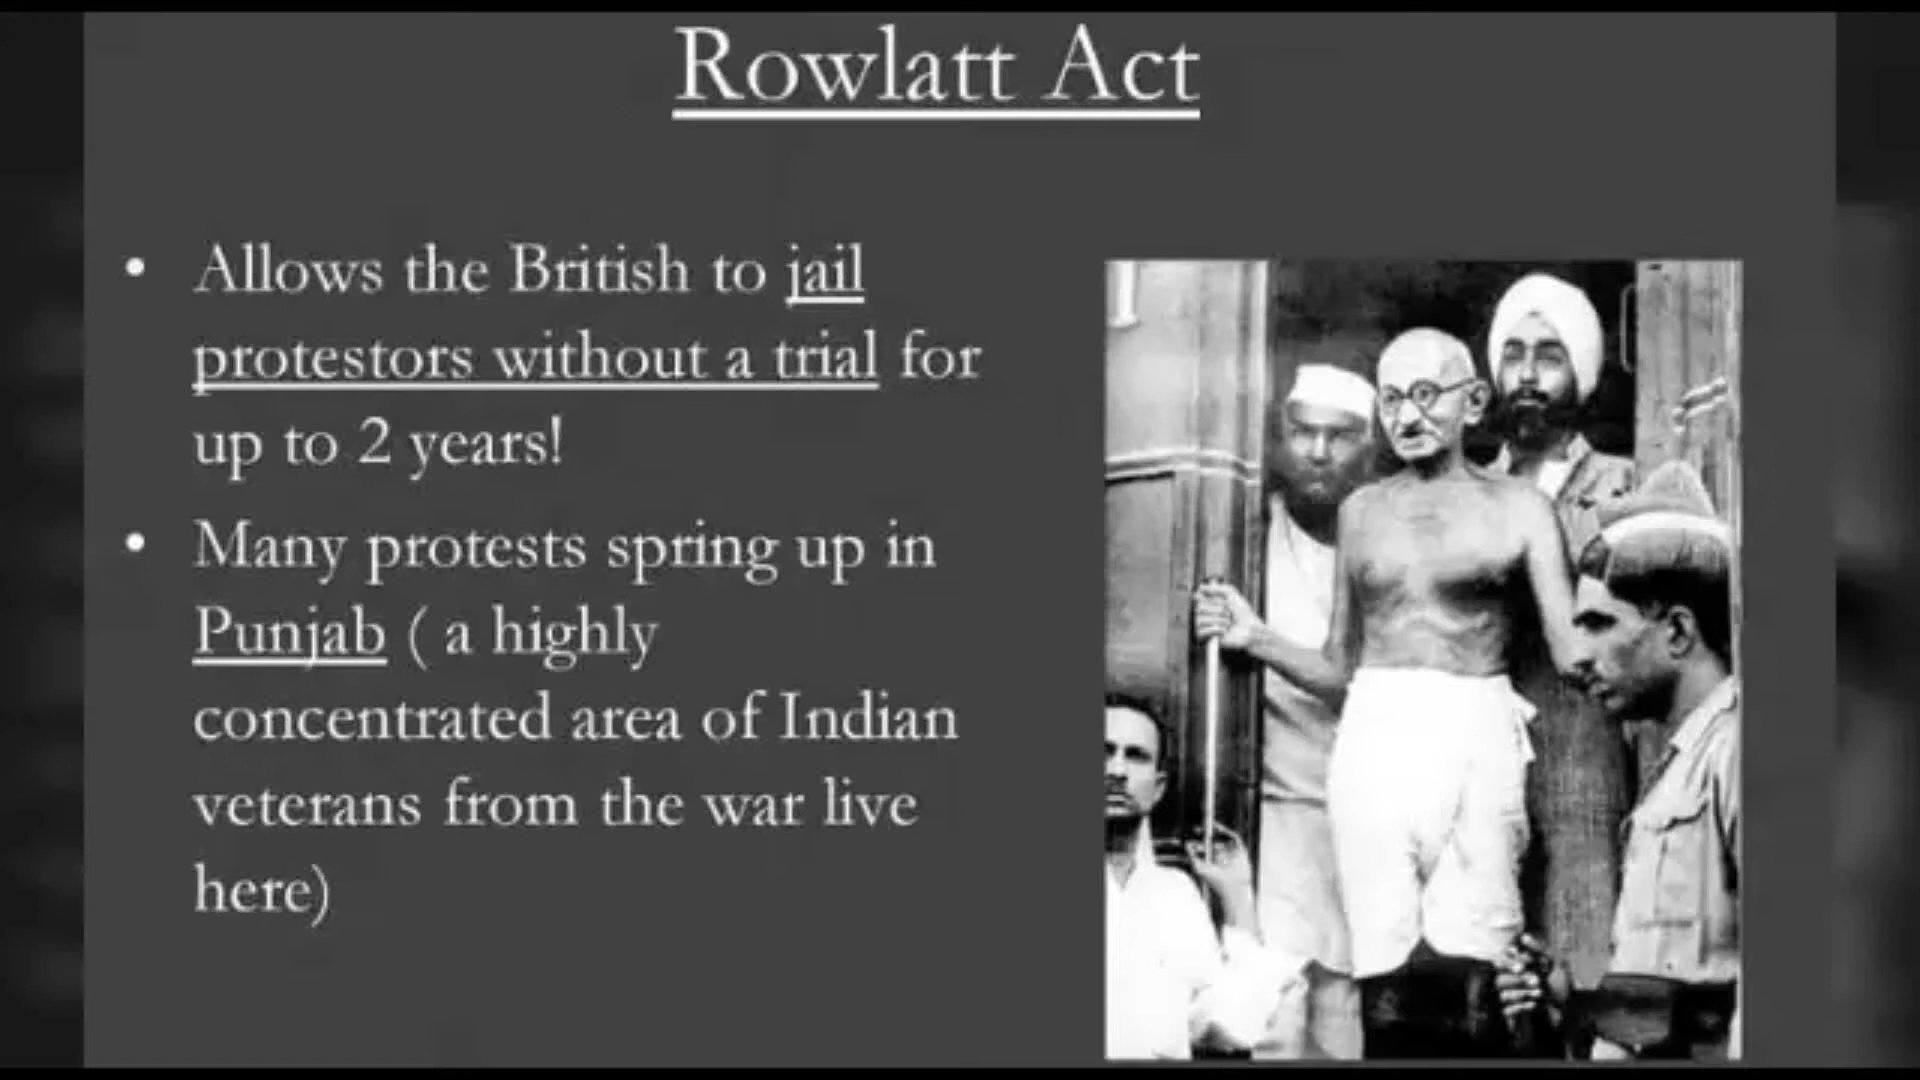 Rowlatt Act
• Allows the British to jail
protestors without a trial for
up to 2 years!
• Many protests spring up in
Punjab ( a highly
concentrated area of Indian
veterans from the war live
here)